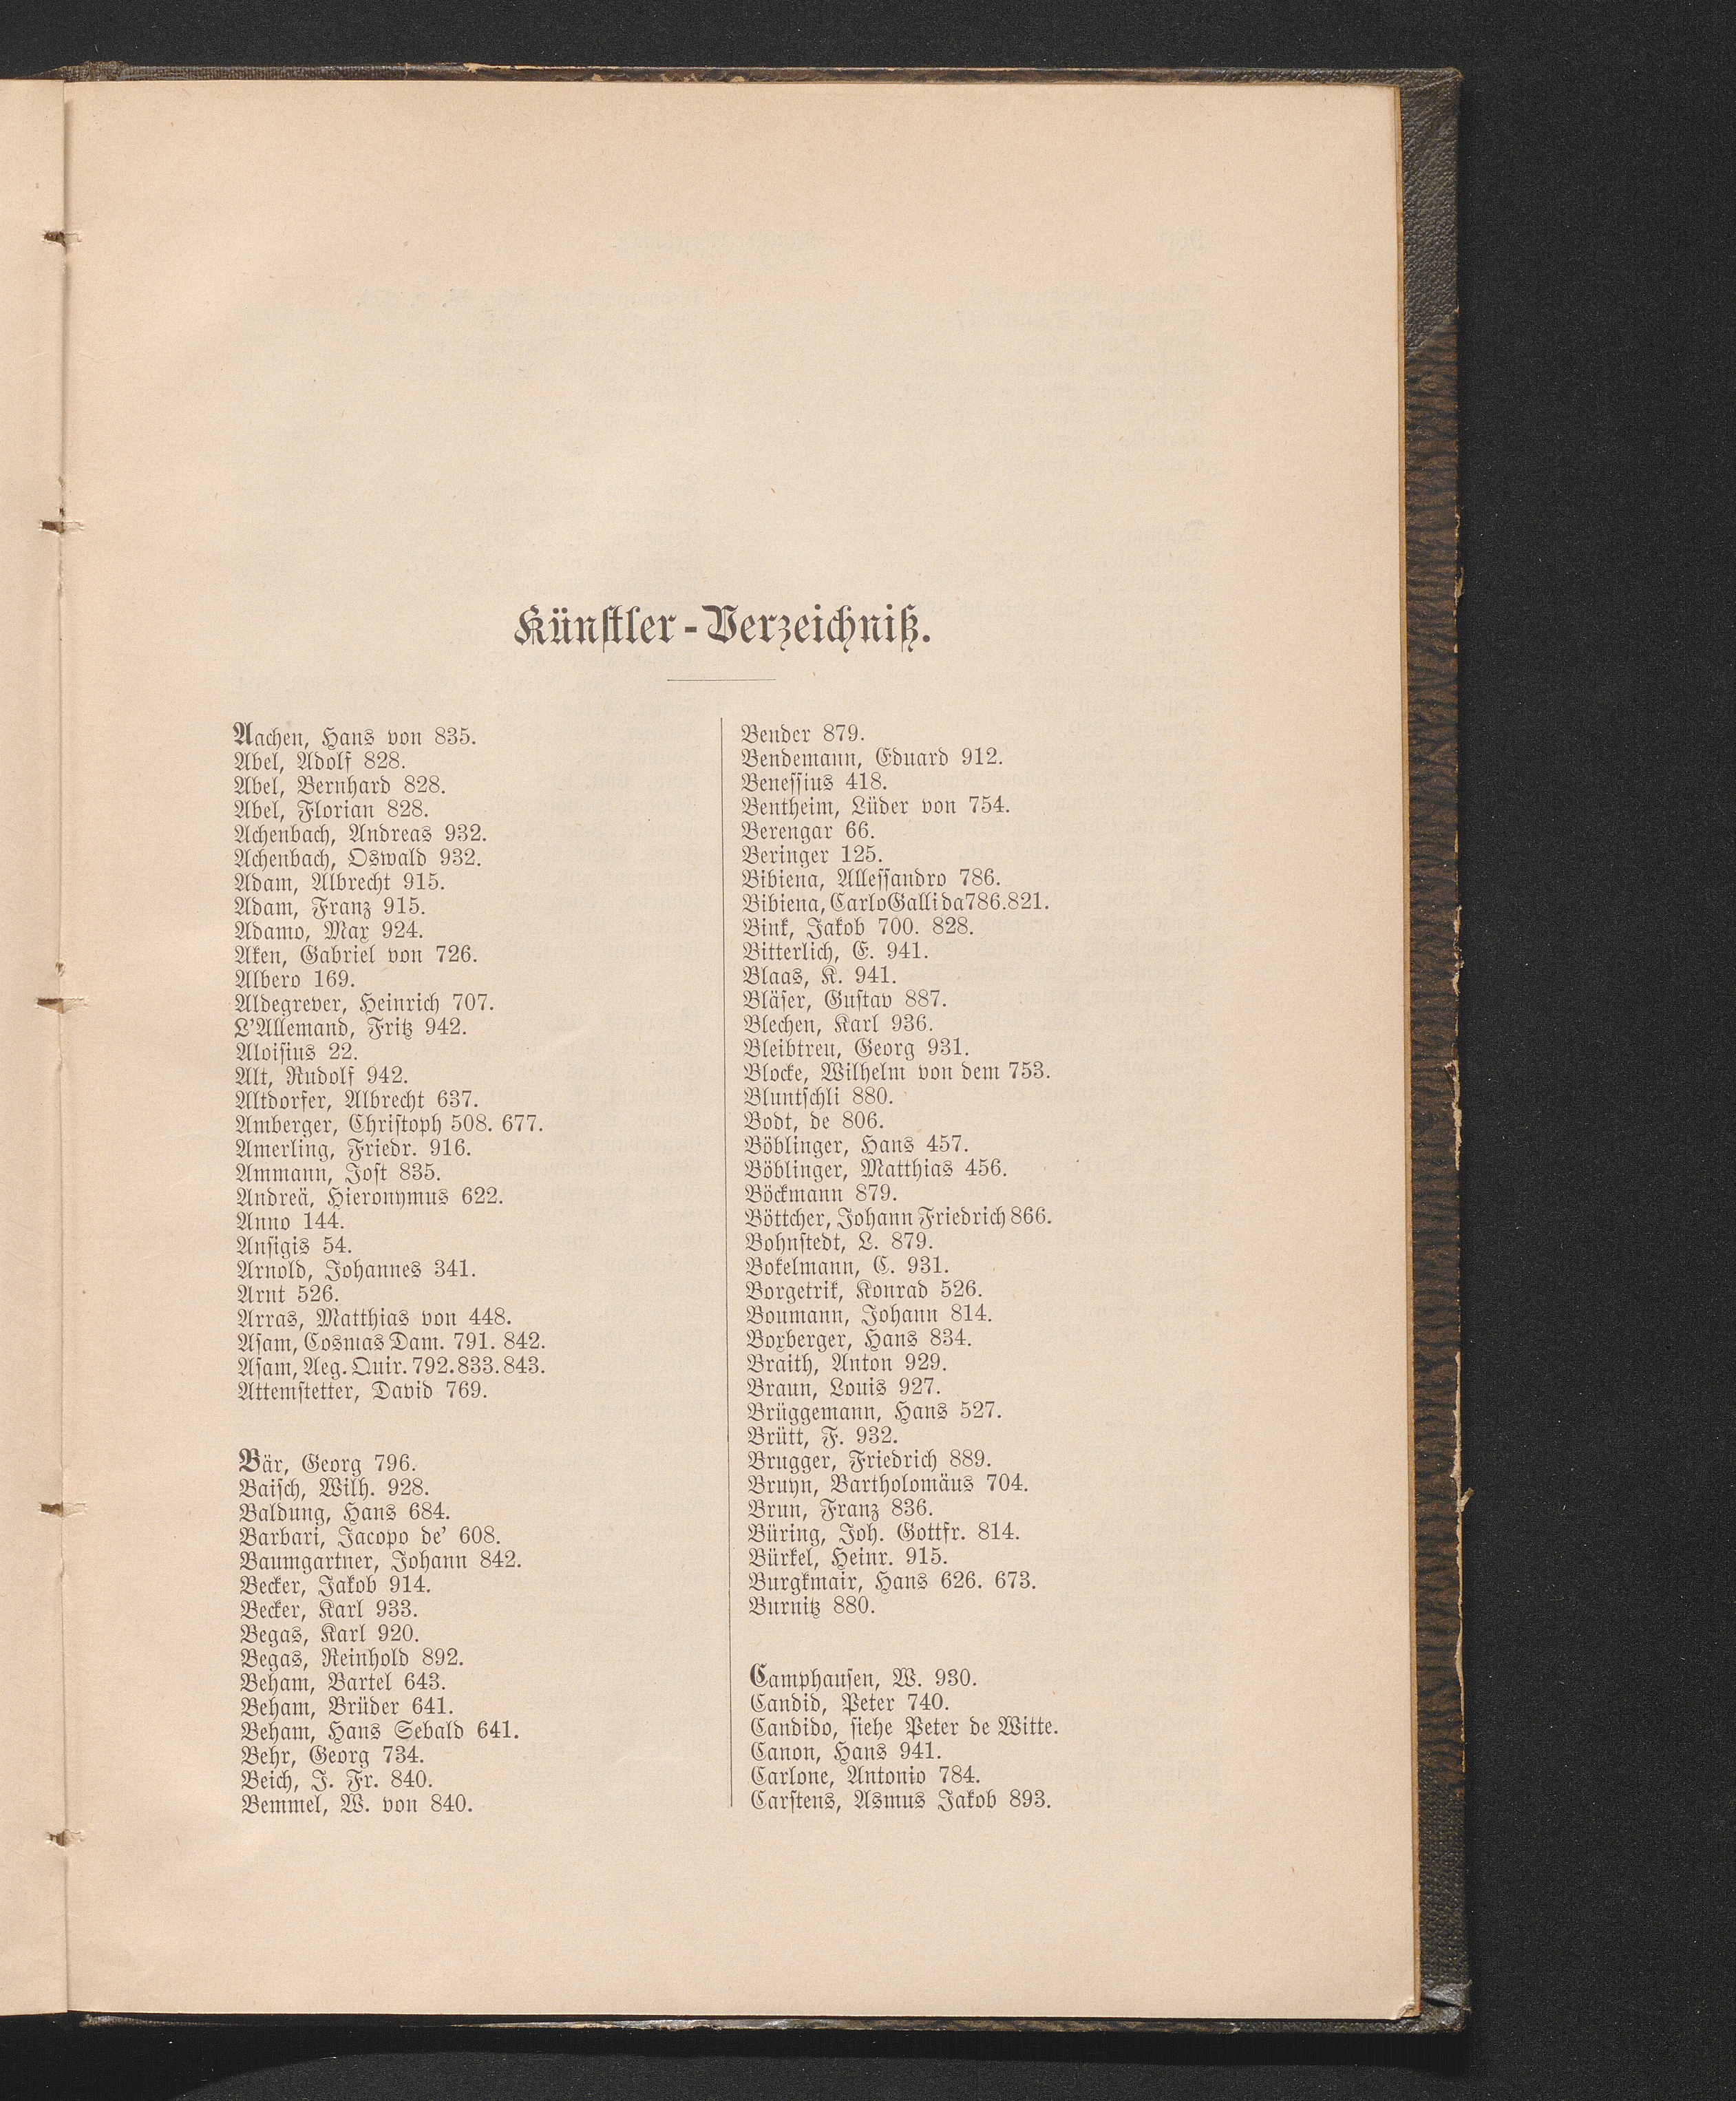 Künstler-Verzeichniß.
Aachen, Hans von 835.
Abel, Adolf 828.
Abel, Bernhard 828.
Abel, Florian 828.
Achenbach, Andreas 932.
Achenbach, Oswald 932.
Adam, Albrecht 915.
Adam, Franz 915.
Adamo, Max 924.
Aken, Gabriel von 726.
Albero 169.
Aldegrever, Heinrich 707.
L'Allemand, Fritz 942.
Aloisius 22.
Alt, Rudolf 942.
Altdorfer, Albrecht 637.
Amberger, Christoph 508. 677.
Amerling, Friedr. 916.
Ammann, Jost 835.
Andreä, Hieronymus 622.
Anno 144.
Ansigis 54.
Arnold, Johannes 341.
Arnt 526.
Arras, Matthias von 448.
Asam, Cosmas Dam. 791. 842.
Asam, Aeg. Quir. 792. 833. 843.
Attemstetter, David 769.
Bär, Georg 796.
Baisch, Wilh. 928.
Baldung, Hans 684.
Barbari, Jacopo de' 608.
Baumgartner, Johann 842.
Becker, Jakob 914.
Becker, Karl 933.
Begas, Karl 920.
Begas, Reinhold 892.
Beham, Bartel 643.
Beham, Brüder 641.
Beham, Hans Sebald 641.
Behr, Georg 734.
Beich, J. Fr. 840.
Bemmel, W. von 840.
Bender 879.
Bendemann, Eduard 912.
Benessius 418.
Bentheim, Lüder von 754.
Berengar 66.
Beringer 125.
Bibiena, Allessandro 786.
Bibiena, Carlo Galli da 786. 821.
Bink, Jakob 700. 828.
Bitterlich, E. 941.
Blaas, K. 941.
Bläser, Gustav 887.
Blechen, Karl 936.
Bleibtreu, Georg 931.
Blocke, Wilhelm von dem 753.
Bluntschli 880.
Bodt, de 806.
Böblinger, Hans 457.
Böblinger, Matthias 456.
Böckmann 879.
Böttcher, Johann Friedrich 866.
Bohnstedt, L. 879.
Bokelmann, C. 931.
Borgetrik, Konrad 526.
Boumann, Johann 814.
Boxberger, Hans 834.
Braith, Anton 929.
Braun, Louis 927.
Brüggemann, Hans 527.
Brütt, F. 932.
Brugger, Friedrich 889.
Bruyn, Bartholomäus 704.
Brun, Franz 836.
Büring, Joh. Gottfr. 814.
Bürkel, Heinr. 915.
Burgkmair, Hans 626. 673.
Burnitz 880.
Camphausen, W. 930.
Candid, Peter 740.
Candido, siehe Peter de Witte.
Canon, Hans 941.
Carlone, Antonio 784.
Carstens, Asmus Jakob 893.